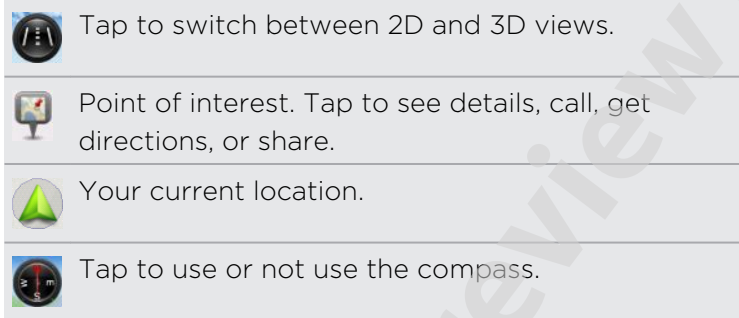 Tap to switch between 2D and 3D views.
Point of interest. Tap to see details, call, get
directions, or share.
Your current location.
Tap to use or not use the compass.